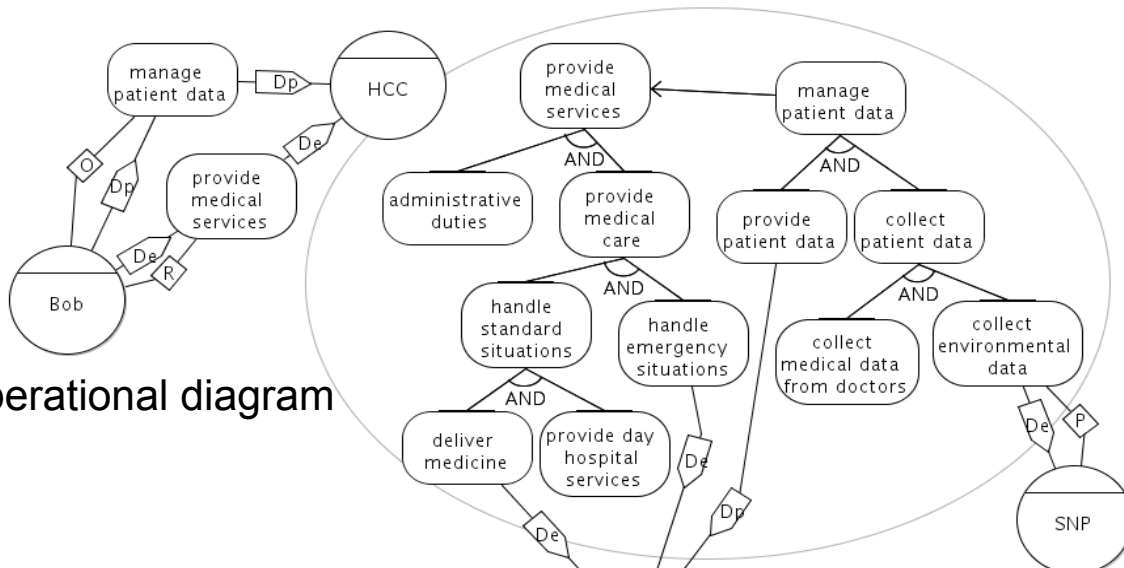 manage
patient data
Dp
HCC
O
Dp
De
provide
medical
services
De
R
Bob
perational diagram
provide
medical
services
manage
patient data
AND
AND
administrative
duties
provide
medical
care
provide
patient data
collect
patient data
AND
AND
handle
standard
situations
handle
emergency
situations
collect
medical data
from doctors
collect
environmental
data
AND
deliver
medicine
provide day
hospital
services
De
De
Dp
De
P
SNP